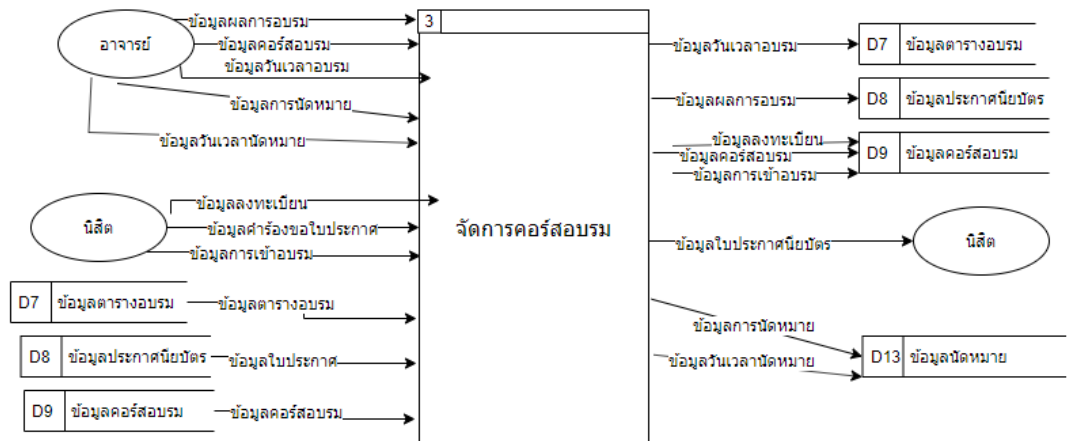 อาจารย์
ข้อมูลผลการอบรม
ข้อมูลคอร์สอบรม
ข้อมูลวันเวลาอบรม
ข้อมูลการนัดหมาย
ข้อมูลวันเวลานัดหมาย
นิสิต
ข้อมูลลงทะเบียน
ข้อมูลคำร้องขอใบประกาศ
ข้อมูลการเข้าอบรม
D7 ข้อมูลตารางอบรม
ข้อมูลตารางอบรม
D8 ข้อมูลประกาศนียบัตร
ข้อมูลใบประกาศ
D9 ข้อมูลคอร์สอบรม
ข้อมูลคอร์สอบรม
3
จัดการคอร์สอบรม
ข้อมูลวันเวลาอบรม
D7 ข้อมูลตารางอบรม
ข้อมูลผลการอบรม
D8 ข้อมูลประกาศนียบัตร
ข้อมูลลงทะเบียน
ข้อมูลคอร์สอบรม
ข้อมูลการเข้าอบรม
D9 ข้อมูลคอร์สอบรม
ข้อมูลใบประกาศนียบัตร
นิสิต
ข้อมูลการนัดหมาย
ข้อมูลวันเวลานัดหมาย
D13 ข้อมูลนัดหมาย